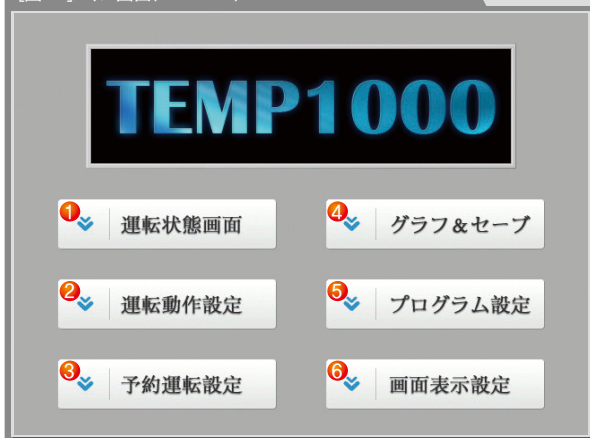 TEMP1000
1 運転状態画面
2 運転動作設定
3 予約運転設定
4 グラフ&セーブ
5 プログラム設定
6 画面表示設定